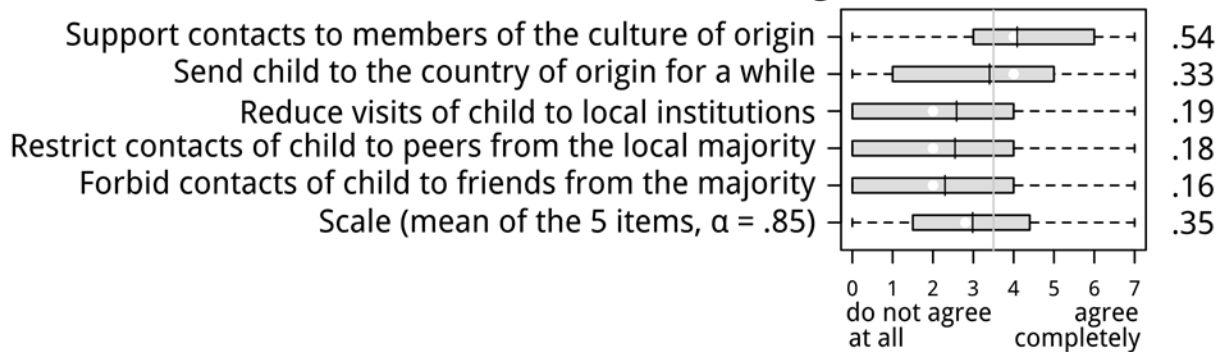 Support contacts to members of the culture of origin .54
Send child to the country of origin for a while .33
Reduce visits of child to local institutions .19
Restrict contacts of child to peers from the local majority .18
Forbid contacts of child to friends from the majority .16
Scale (mean of the 5 items, α = .85) .35
0 1 2 3 4 5 6 7
do not agree agree
at all completely